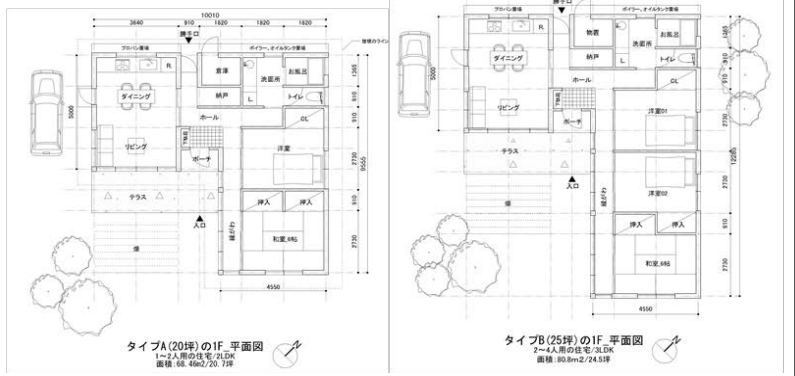 10010
3640 910 1820 1820 1820
勝手口
プロパン置場
ボイラー、オイルタンク置場
R
倉庫
洗面所
お風呂
ダイニング
納戸
トイレ
L
ホール
CL
リビング
ポーチ
洋室
テラス
入口
縁がわ
押入 押入
畑
和室_6帖
5000
1365
910
910
2730
910
2730
9555
4550
タイプA(20坪)の1F_平面図
1〜2人用の住宅/2LDK
面積:68.46m2/20.7坪
プロパン置場
ボイラー、オイルタンク置場
R
物置
洗面所
お風呂
ダイニング
納戸
トイレ
L
ホール
CL
リビング
ポーチ
洋室01
テラス
入口
洋室02
縁がわ
畑
押入 押入
和室_6帖
5000
1365
910
910
2730
2730
910
2730
12285
4550
タイプB(25坪)の1F_平面図
2〜4人用の住宅/3LDK
面積:80.8m2/24.5坪